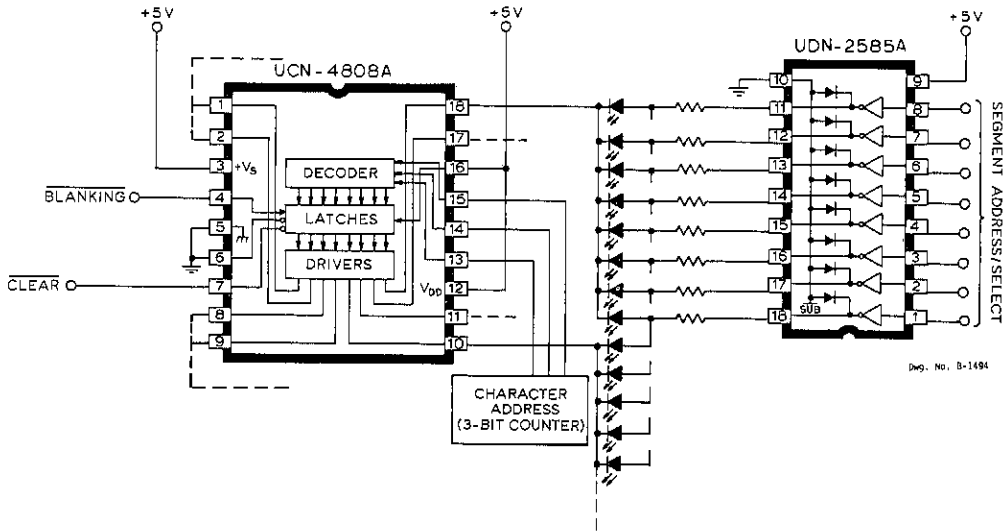 +5V
+5V
+5V
UCN-4808A
UDN-2585A
1
2
3
+VS
BLANKING
4
5
6
CLEAR
7
8
9
18
17
16
15
14
13
VDD
12
11
10
DECODER
LATCHES
DRIVERS
CHARACTER
ADDRESS
(3-BIT COUNTER)
10
11
12
13
14
15
16
17
18
SUB
9
8
7
6
5
4
3
2
1
SEGMENT ADDRESS/SELECT
Dwg. No. B-1494